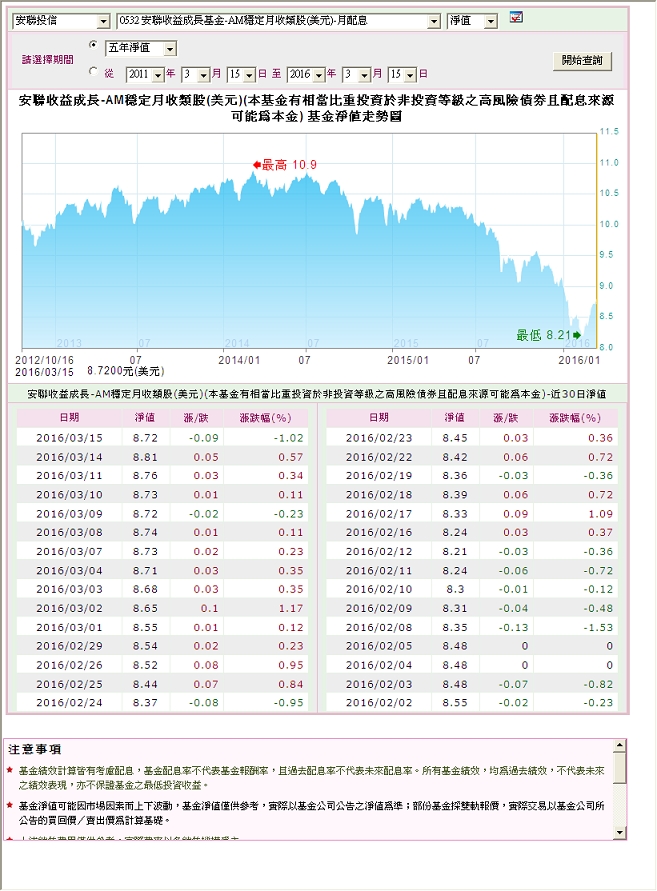 安聯投信 0532 安聯收益成長基金-AM穩定月收類股(美元)-月配息 淨值
請選擇期間 五年淨值
從 2011 年 3 月 15 日 至 2016 年 3 月 15 日 開始查詢
安聯收益成長-AM穩定月收類股(美元)(本基金有相當比重投資於非投資等級之高風險債券且配息來源
可能為本金) 基金淨值走勢圖
11.5
11.0
最高 10.9
10.5
10.0
9.5
9.0
8.5
最低 8.21
8.0
2013 07 2014 07 2015 07 2016
2012/10/16 07 2014/01 07 2015/01 07 2016/01
2016/03/15 8.7200元(美元)
安聯收益成長-AM穩定月收類股(美元)(本基金有相當比重投資於非投資等級之高風險債券且配息來源可能為本金)-近30日淨值
日期 淨值 漲/跌 漲跌幅(%) 日期 淨值 漲/跌 漲跌幅(%)
2016/03/15 8.72 -0.09 -1.02 2016/02/23 8.45 0.03 0.36
2016/03/14 8.81 0.05 0.57 2016/02/22 8.42 0.06 0.72
2016/03/11 8.76 0.03 0.34 2016/02/19 8.36 -0.03 -0.36
2016/03/10 8.73 0.01 0.11 2016/02/18 8.39 0.06 0.72
2016/03/09 8.72 -0.02 -0.23 2016/02/17 8.33 0.09 1.09
2016/03/08 8.74 0.01 0.11 2016/02/16 8.24 0.03 0.37
2016/03/07 8.73 0.02 0.23 2016/02/12 8.21 -0.03 -0.36
2016/03/04 8.71 0.03 0.35 2016/02/11 8.24 -0.06 -0.72
2016/03/03 8.68 0.03 0.35 2016/02/10 8.3 -0.01 -0.12
2016/03/02 8.65 0.1 1.17 2016/02/09 8.31 -0.04 -0.48
2016/03/01 8.55 0.01 0.12 2016/02/08 8.35 -0.13 -1.53
2016/02/29 8.54 0.02 0.23 2016/02/05 8.48 0 0
2016/02/26 8.52 0.08 0.95 2016/02/04 8.48 0 0
2016/02/25 8.44 0.07 0.84 2016/02/03 8.48 -0.07 -0.82
2016/02/24 8.37 -0.08 -0.95 2016/02/02 8.55 -0.02 -0.23
注意事項
基金績效計算皆有考慮配息，基金配息率不代表基金報酬率，且過去配息率不代表未來配息率。所有基金績效，均為過去績效，不代表未來
之績效表現，亦不保證基金之最低投資收益。
基金淨值可能因市場因素而上下波動，基金淨值僅供參考，實際以基金公司公告之淨值為準；部份基金採雙軌報價，實際交易以基金公司所
公告的買回價／賣出價為計算基礎。